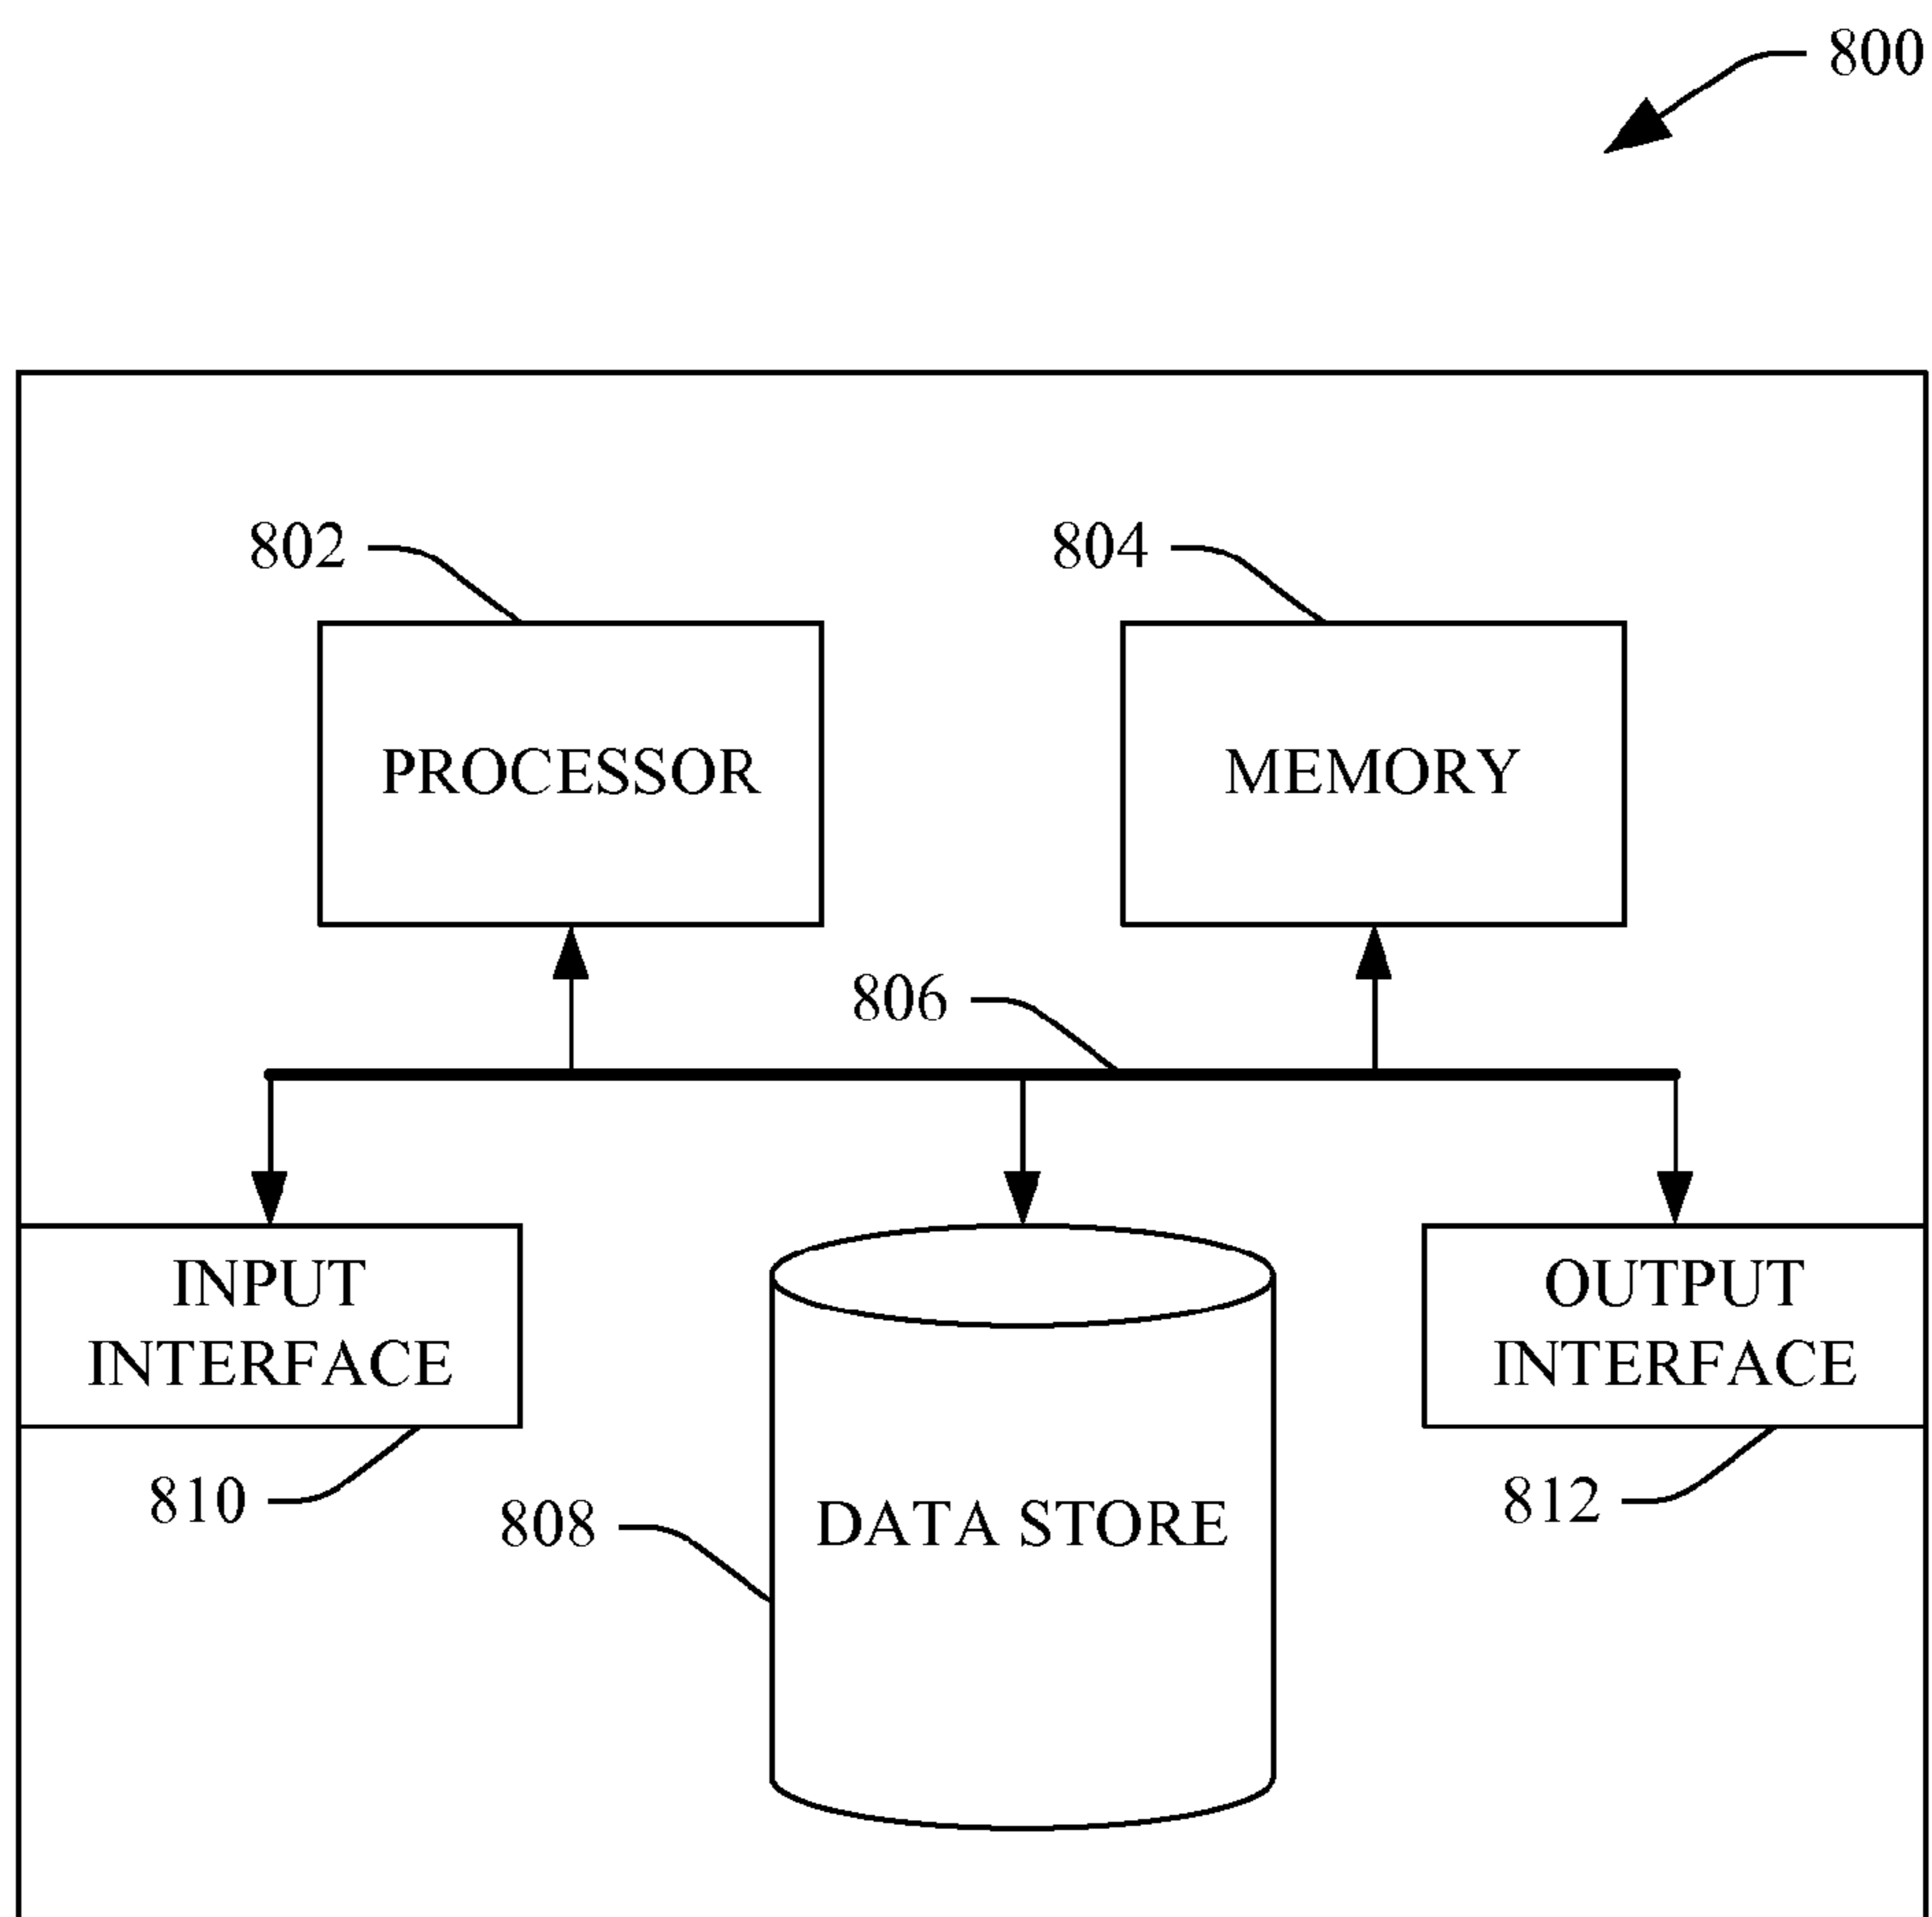 800
802
804
PROCESSOR
MEMORY
806
INPUT
INTERFACE
OUTPUT
INTERFACE
810
808
DATA STORE
812